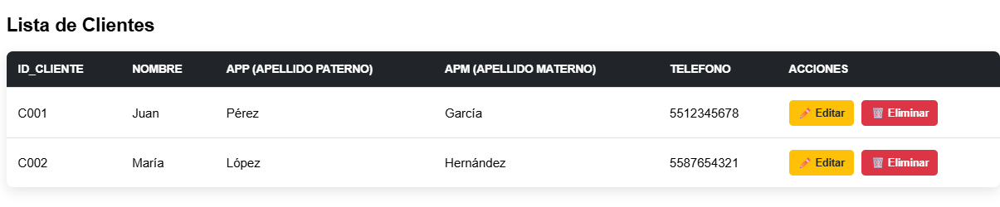 Lista de Clientes
ID_CLIENTE NOMBRE APP (APELLIDO PATERNO) APM (APELLIDO MATERNO) TELEFONO ACCIONES
C001 Juan Pérez García 5512345678 Editar Eliminar
C002 María López Hernández 5587654321 Editar Eliminar